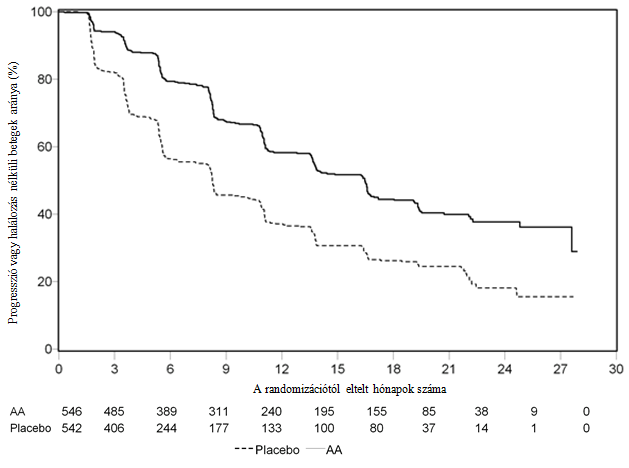 Progresszió vagy halálozás nélküli betegek aránya (%)
100
80
60
40
20
0
0 3 6 9 12 15 18 21 24 27 30
A randomizációtól eltelt hónapok száma
AA 546 485 389 311 240 195 155 85 38 9 0
Placebo 542 406 244 177 133 100 80 37 14 1 0
Placebo AA